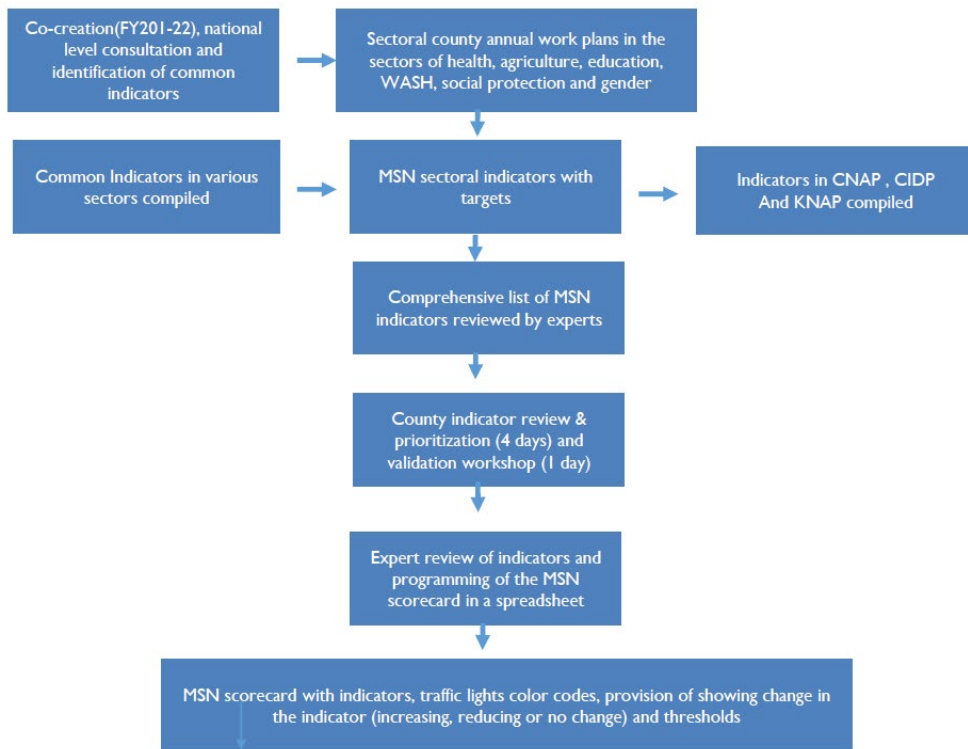 Co-creation(FY201-22), national
level consultation and
identification of common
indicators
Sectoral county annual work plans in the
sectors of health, agriculture, education,
WASH, social protection and gender
Common Indicators in various
sectors compiled
MSN sectoral indicators with
targets
Indicators in CNAP , CIDP
And KNAP compiled
Comprehensive list of MSN
indicators reviewed by experts
County indicator review &
prioritization (4 days) and
validation workshop (1 day)
Expert review of indicators and
programming of the MSN
scorecard in a spreadsheet
MSN scorecard with indicators, traffic lights color codes, provision of showing change in
the indicator (increasing, reducing or no change) and thresholds